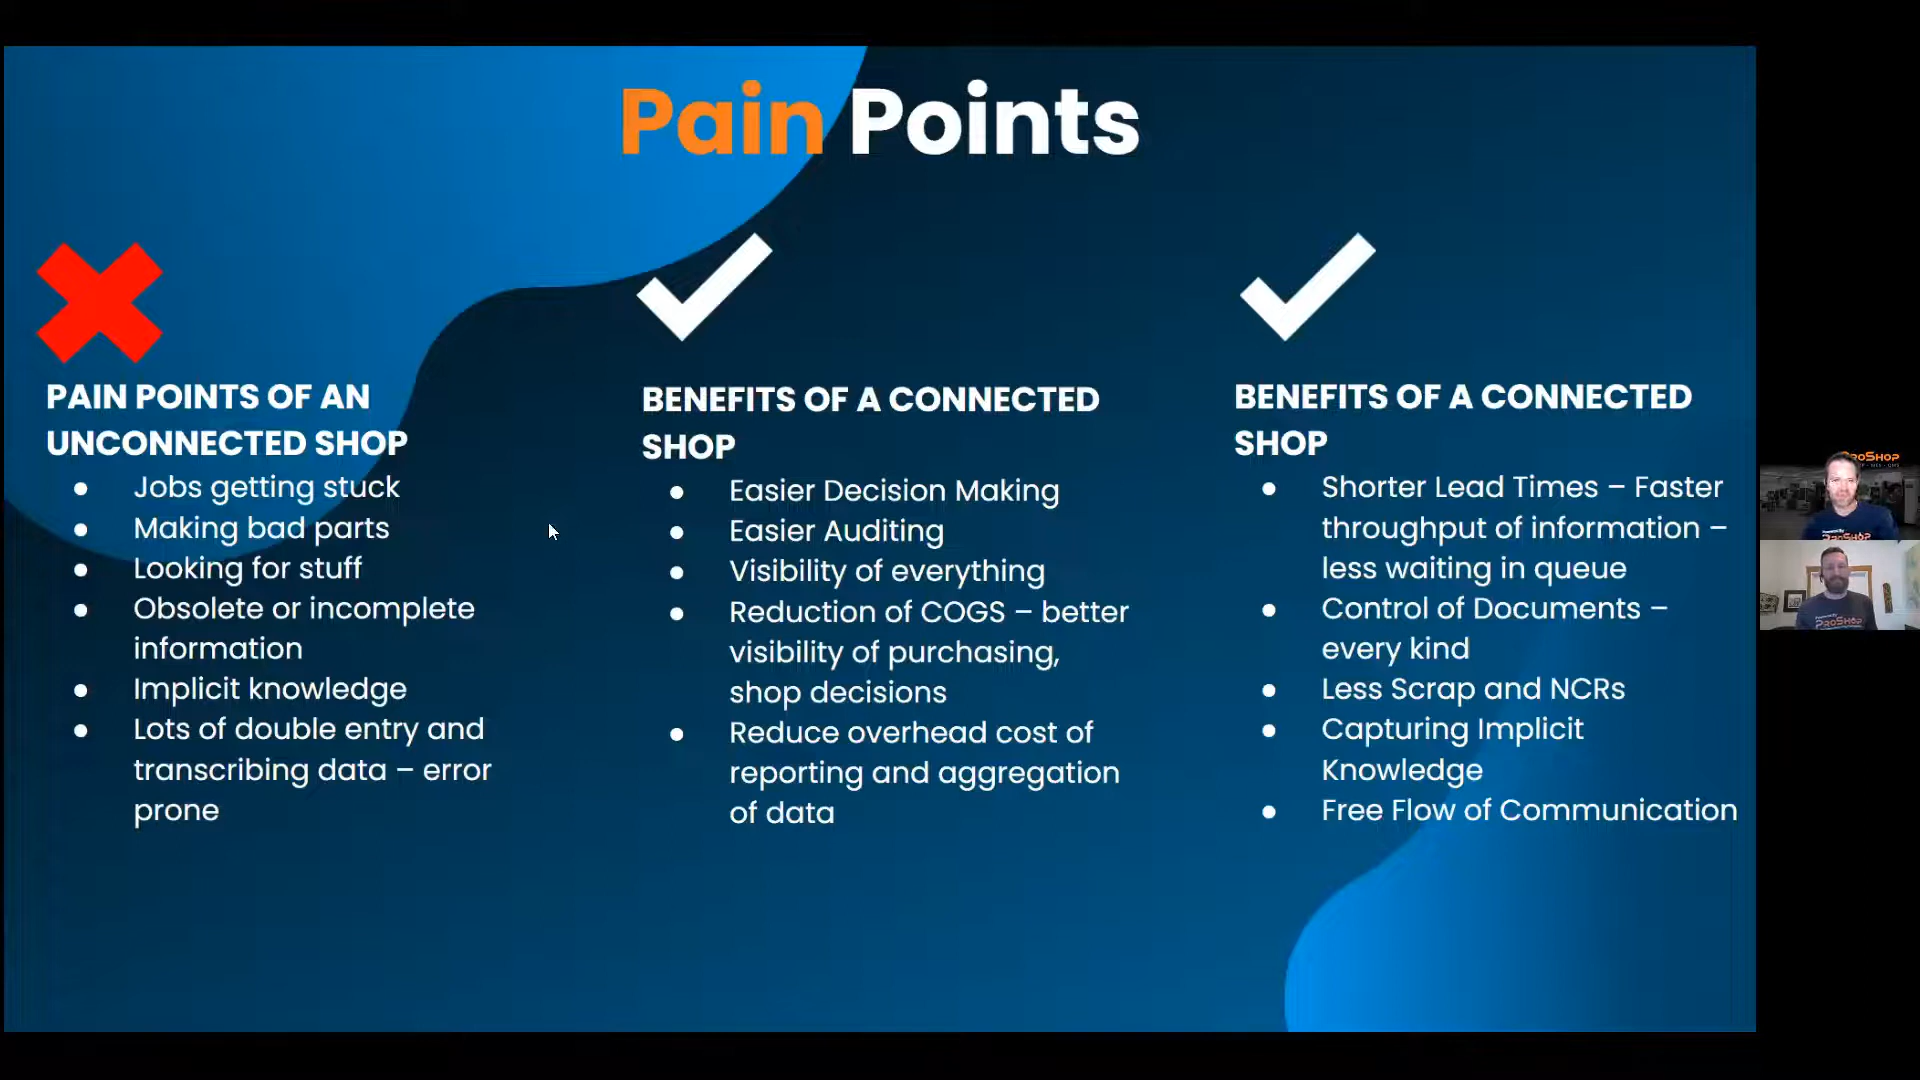 Pain Points
PAIN POINTS OF AN
UNCONNECTED SHOP
● Jobs getting stuck
● Making bad parts
● Looking for stuff
● Obsolete or incomplete
information
● Implicit knowledge
● Lots of double entry and
transcribing data – error
prone
BENEFITS OF A CONNECTED
SHOP
● Easier Decision Making
● Easier Auditing
● Visibility of everything
● Reduction of COGS – better
visibility of purchasing,
shop decisions
● Reduce overhead cost of
reporting and aggregation
of data
BENEFITS OF A CONNECTED
SHOP
● Shorter Lead Times – Faster
throughput of information –
less waiting in queue
● Control of Documents –
every kind
● Less Scrap and NCRs
● Capturing Implicit
Knowledge
● Free Flow of Communication
PROSHOP
PROSHOP